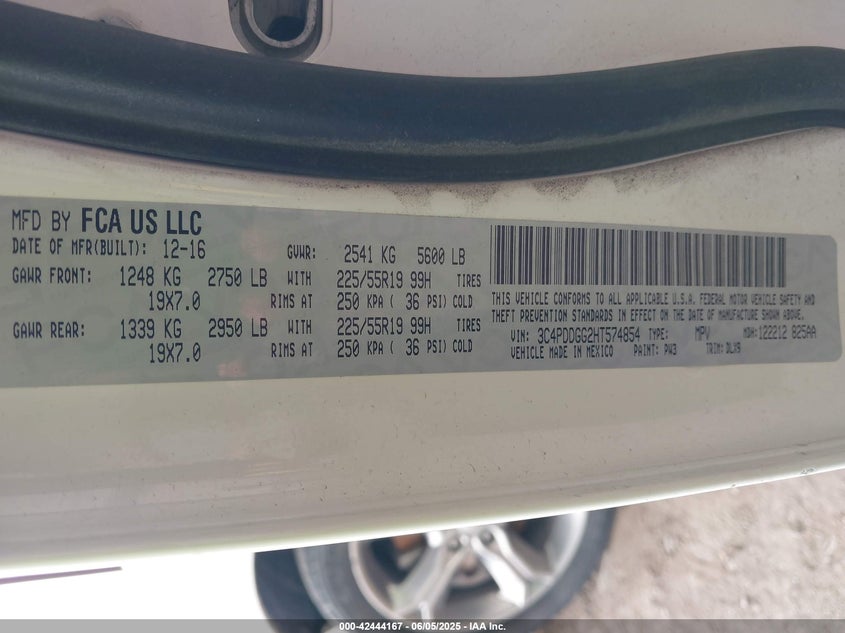 MFD BY FCA US LLC
DATE OF MFR(BUILT): 12-16 GVWR: 2541 KG 5600 LB
GAWR FRONT: 1248 KG 2750 LB WITH 225/55R19 99H TIRES
19X7.0 RIMS AT 250 KPA ( 36 PSI) COLD
GAWR REAR: 1339 KG 2950 LB WITH 225/55R19 99H TIRES
19X7.0 RIMS AT 250 KPA ( 36 PSI) COLD
THIS VEHICLE CONFORMS TO ALL APPLICABLE U.S.A. FEDERAL MOTOR VEHICLE SAFETY AND
THEFT PREVENTION STANDARDS IN EFFECT ON THE DATE OF MANUFACTURE SHOWN ABOVE.
VIN: 3C4PDDGG2HT574854 TYPE: MPV MDH: 122212 825AA
VEHICLE MADE IN MEXICO PAINT: PW3 TRIM: DLX9
000-42444167 - 06/05/2025 - IAA Inc.